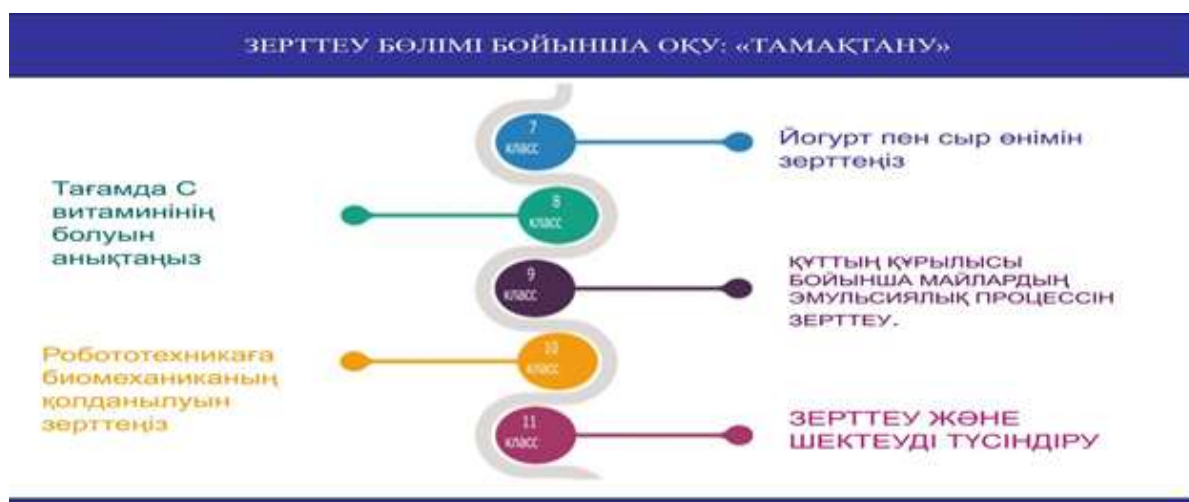 ЗЕРТТЕУ БӨЛІМІ БОЙЫНША ОҚУ: «ТАМАҚТАНУ»
7
класс
Йогурт пен сыр өнімін
зерттеңіз
8
класс
Тағамда С
витаминінің
болуын
анықтаңыз
9
класс
ҚҰТТЫҢ ҚҰРЫЛЫСЫ
БОЙЫНША МАЙЛАРДЫҢ
ЭМУЛЬСИЯЛЫҚ ПРОЦЕССІН
ЗЕРТТЕУ.
10
класс
Робототехникаға
биомеханиканың
қолданылуын
зерттеңіз
11
класс
ЗЕРТТЕУ ЖӘНЕ
ШЕКТЕУДІ ТҮСІНДІРУ